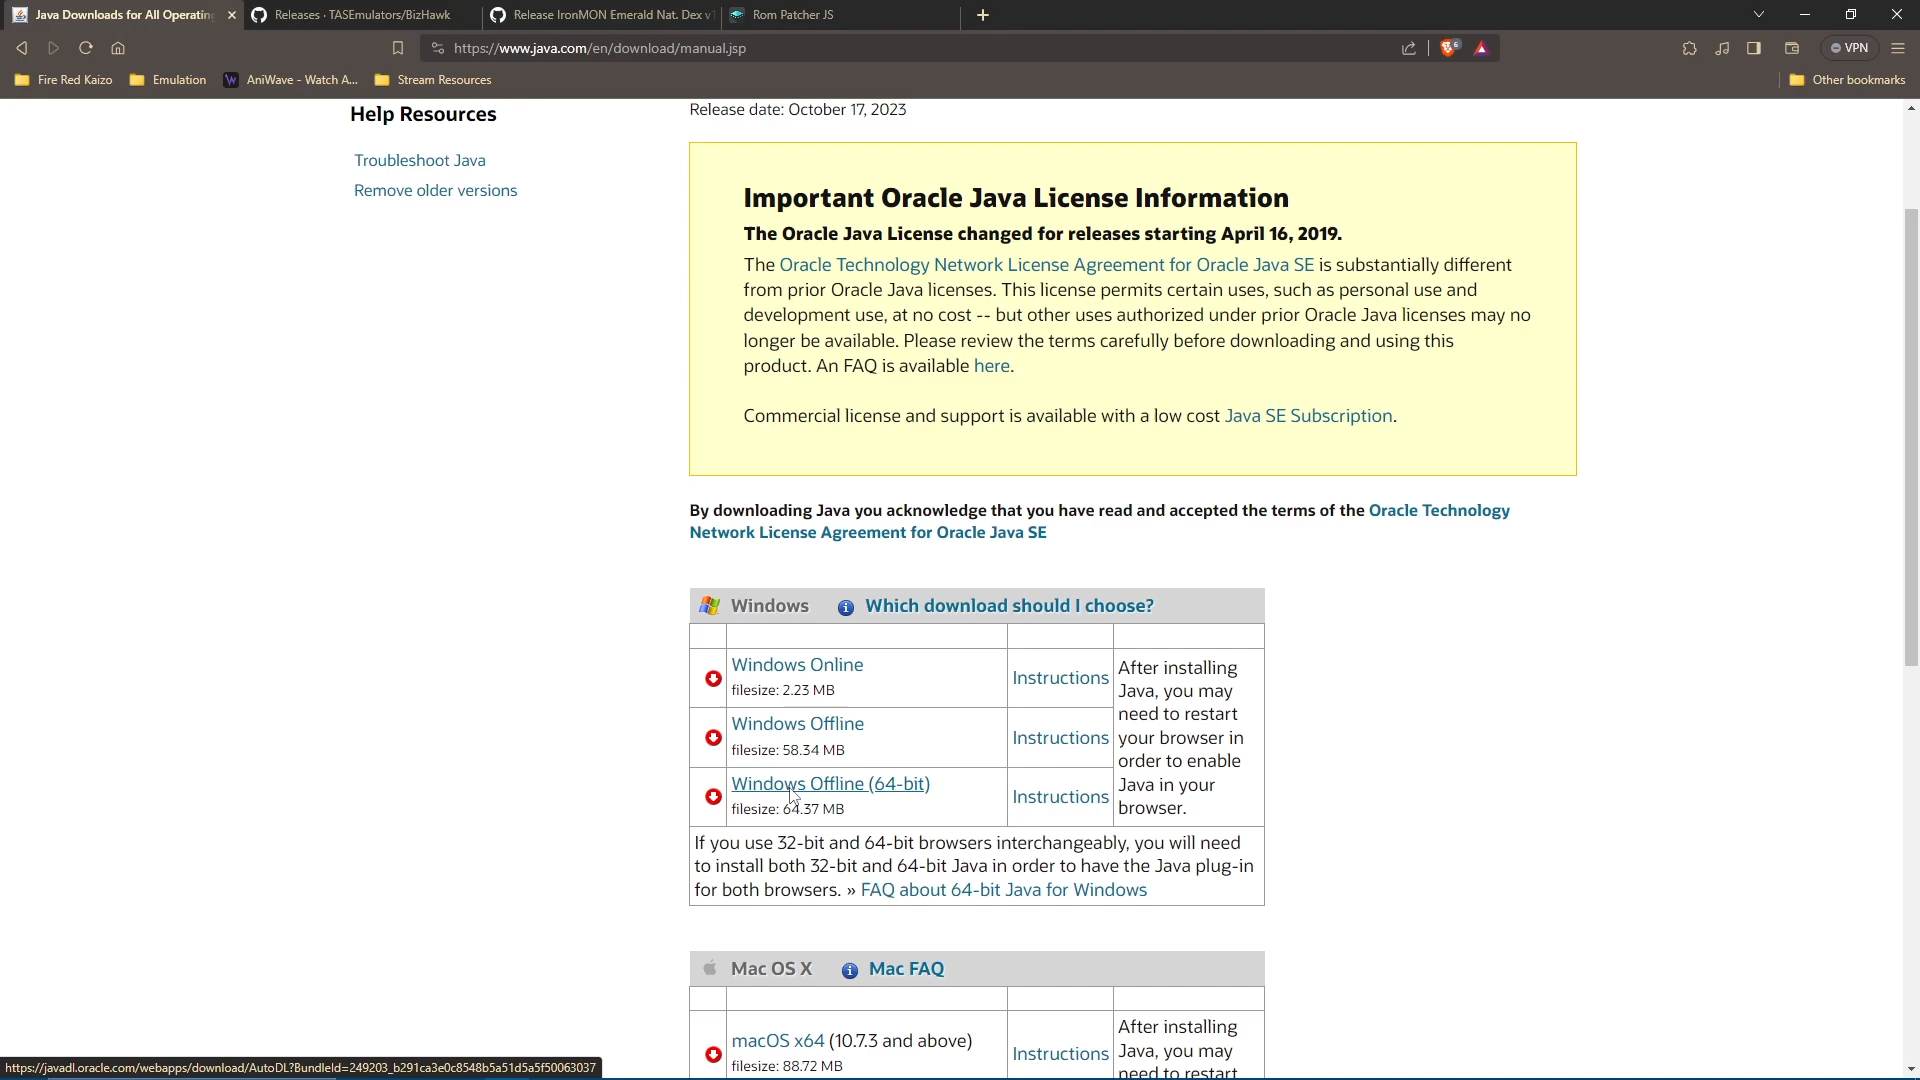 Java Downloads for All Operatin
Releases · TASEmulators/BizHawk
Release IronMON Emerald Nat. Dex v1
Rom Patcher JS
https://www.java.com/en/download/manual.jsp
6
VPN
Fire Red Kaizo
Emulation
AniWave - Watch A...
Stream Resources
Other bookmarks
Help Resources
Troubleshoot Java
Remove older versions
Release date: October 17, 2023
Important Oracle Java License Information
The Oracle Java License changed for releases starting April 16, 2019.
The Oracle Technology Network License Agreement for Oracle Java SE is substantially different
from prior Oracle Java licenses. This license permits certain uses, such as personal use and
development use, at no cost -- but other uses authorized under prior Oracle Java licenses may no
longer be available. Please review the terms carefully before downloading and using this
product. An FAQ is available here.
Commercial license and support is available with a low cost Java SE Subscription.
By downloading Java you acknowledge that you have read and accepted the terms of the Oracle Technology
Network License Agreement for Oracle Java SE
Windows Which download should I choose?
Windows Online
filesize: 2.23 MB
Instructions
Windows Offline
filesize: 58.34 MB
Instructions
Windows Offline (64-bit)
filesize: 64.37 MB
Instructions
After installing
Java, you may
need to restart
your browser in
order to enable
Java in your
browser.
If you use 32-bit and 64-bit browsers interchangeably, you will need
to install both 32-bit and 64-bit Java in order to have the Java plug-in
for both browsers. » FAQ about 64-bit Java for Windows
Mac OS X Mac FAQ
macOS x64 (10.7.3 and above)
filesize: 88.72 MB
Instructions
After installing
Java, you may
need to restart
https://javadl.oracle.com/webapps/download/AutoDL?BundleId=249203_b291ca3e0c8548b5a51d5a5f50063037